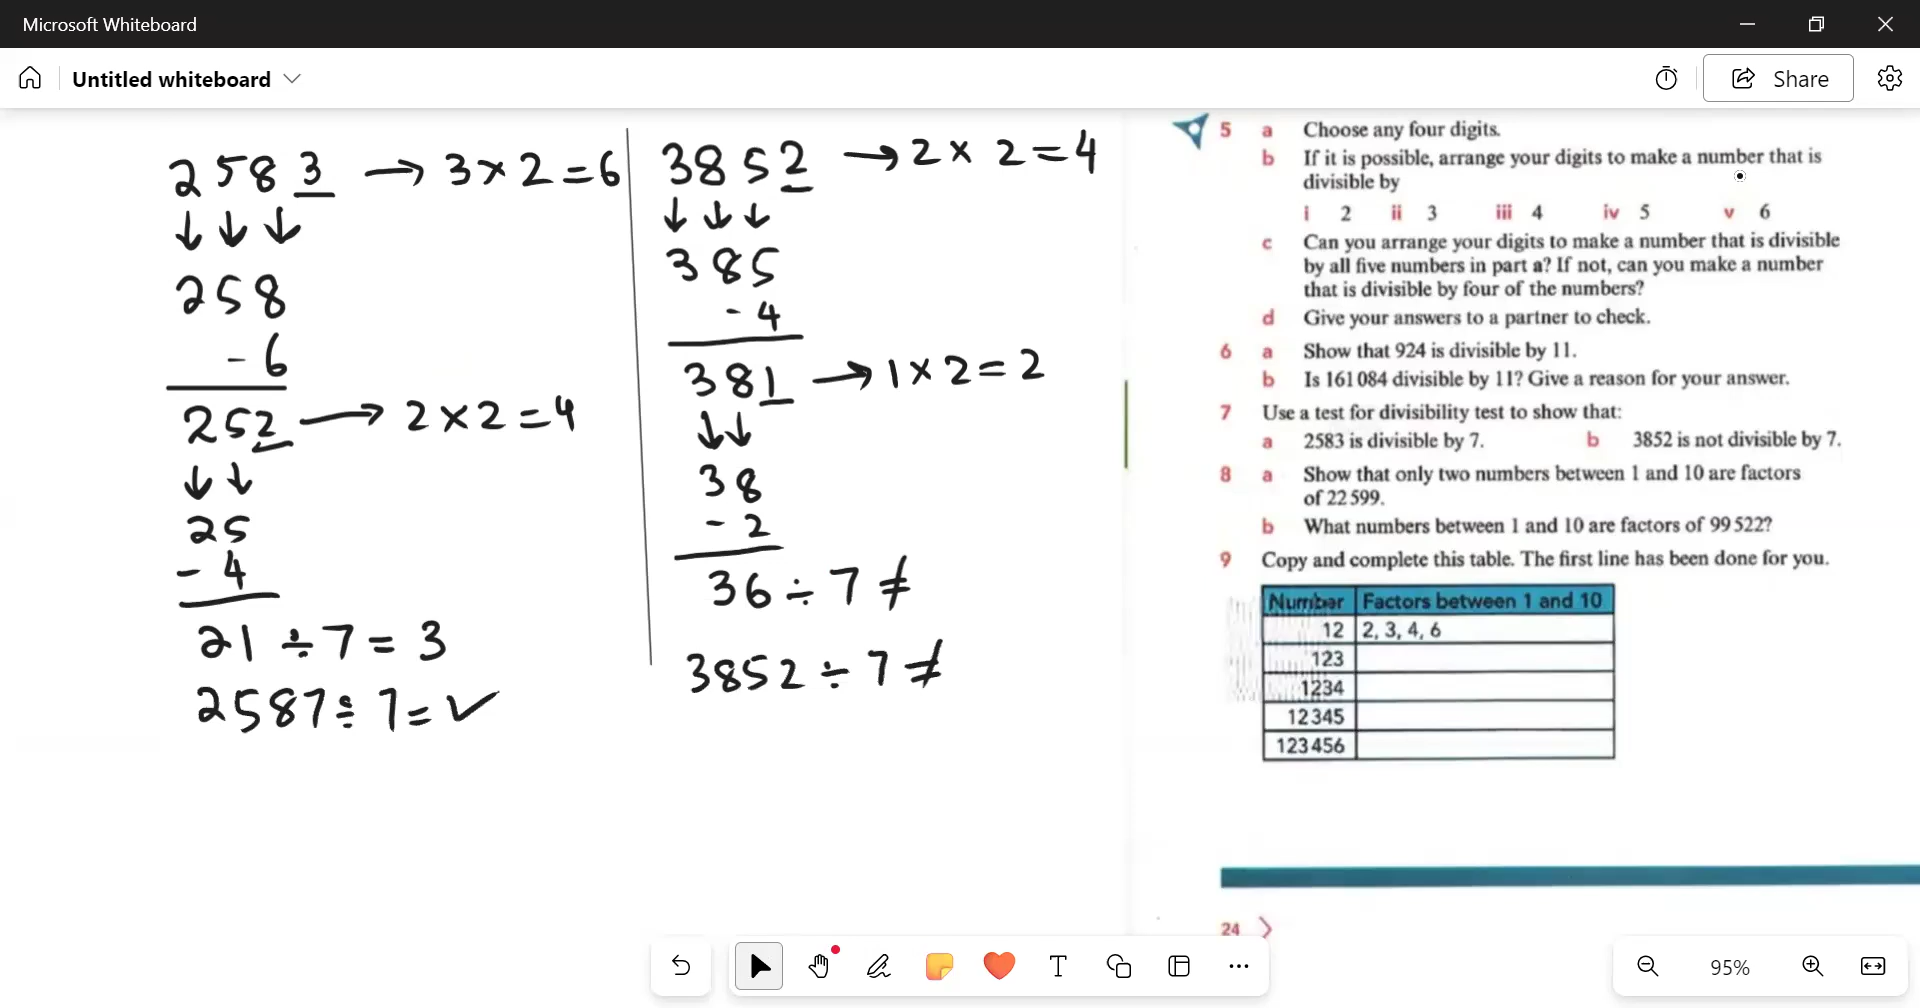 Microsoft Whiteboard
Untitled whiteboard
Share
2583 → 3 × 2 = 6
↓ ↓ ↓
258
- 6
252 → 2 × 2 = 4
↓ ↓
25
- 4
21 ÷ 7 = 3
2587 ÷ 7 = ✓
3852 → 2 × 2 = 4
↓ ↓ ↓
385
- 4
381 → 1 × 2 = 2
↓ ↓
38
- 2
36 ÷ 7 ≠
3852 ÷ 7 ≠
5 a Choose any four digits.
b If it is possible, arrange your digits to make a number that is
divisible by
i 2 ii 3 iii 4 iv 5 v 6
c Can you arrange your digits to make a number that is divisible
by all five numbers in part a? If not, can you make a number
that is divisible by four of the numbers?
d Give your answers to a partner to check.
6 a Show that 924 is divisible by 11.
b Is 161 084 divisible by 11? Give a reason for your answer.
7 Use a test for divisibility test to show that:
a 2583 is divisible by 7. b 3852 is not divisible by 7.
8 a Show that only two numbers between 1 and 10 are factors
of 22 599.
b What numbers between 1 and 10 are factors of 99 522?
9 Copy and complete this table. The first line has been done for you.
Number Factors between 1 and 10
12 2, 3, 4, 6
123
1234
12 345
123 456
24
95%